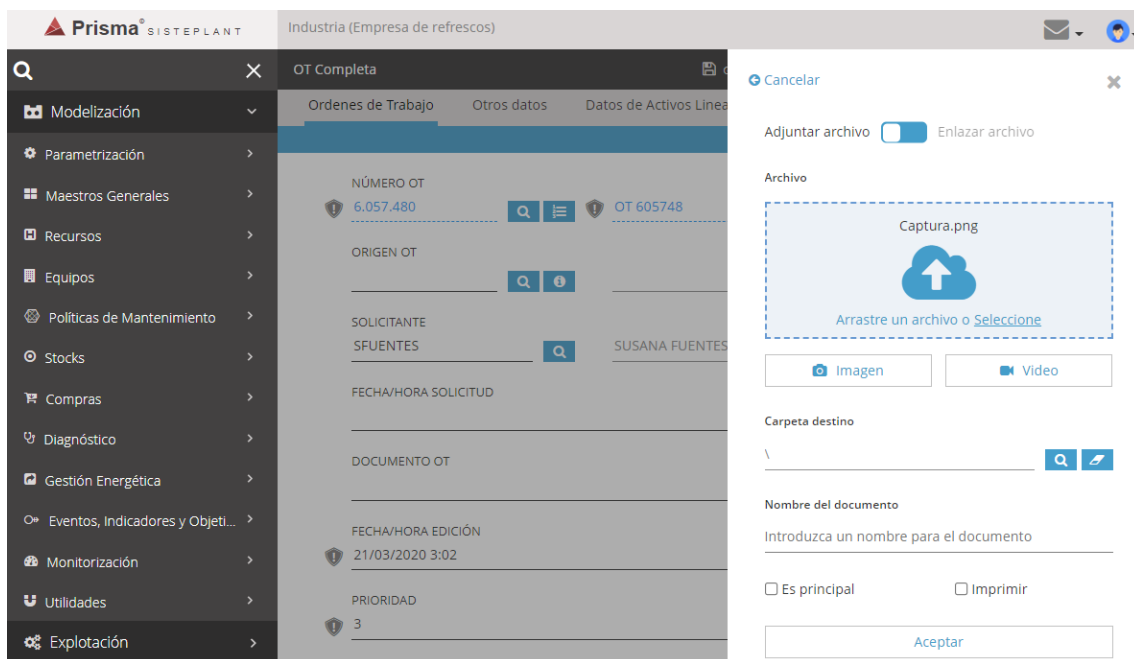 Prisma® SISTEPLANT
Industria (Empresa de refrescos)
Modelización
Parametrización
Maestros Generales
Recursos
Equipos
Políticas de Mantenimiento
Stocks
Compras
Diagnóstico
Gestión Energética
Eventos, Indicadores y Objeti...
Monitorización
Utilidades
Explotación
OT Completa
Ordenes de Trabajo Otros datos Datos de Activos Linea
NÚMERO OT
6.057.480 OT 605748
ORIGEN OT
SOLICITANTE
SFUENTES SUSANA FUENTES
FECHA/HORA SOLICITUD
DOCUMENTO OT
FECHA/HORA EDICIÓN
21/03/2020 3:02
PRIORIDAD
3
Cancelar
Adjuntar archivo Enlazar archivo
Archivo
Captura.png
Arrastre un archivo o Seleccione
Imagen Video
Carpeta destino
\
Nombre del documento
Introduzca un nombre para el documento
Es principal Imprimir
Aceptar